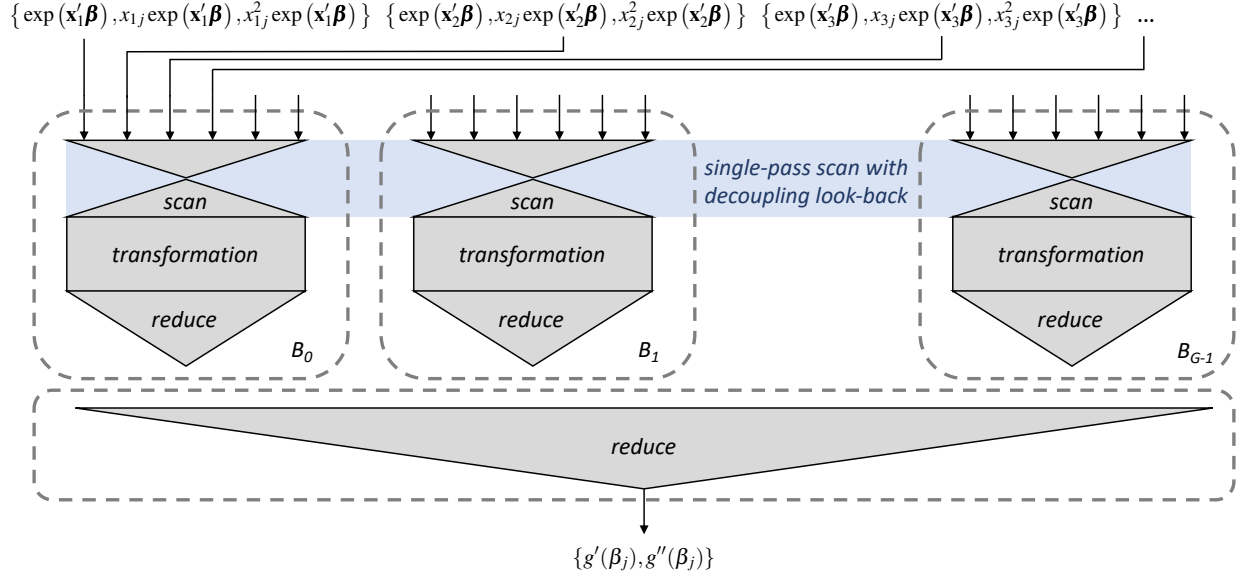 {exp (x′₁β), x₁ⱼ exp (x′₁β), x²₁ⱼ exp (x′₁β)} {exp (x′₂β), x₂ⱼ exp (x′₂β), x²₂ⱼ exp (x′₂β)} {exp (x′₃β), x₃ⱼ exp (x′₃β), x²₃ⱼ exp (x′₃β)} ...
single-pass scan with
decoupling look-back
scan scan scan
transformation transformation transformation
reduce reduce reduce
B₀ B₁ B_G-1
reduce
{g′(βⱼ), g″(βⱼ)}